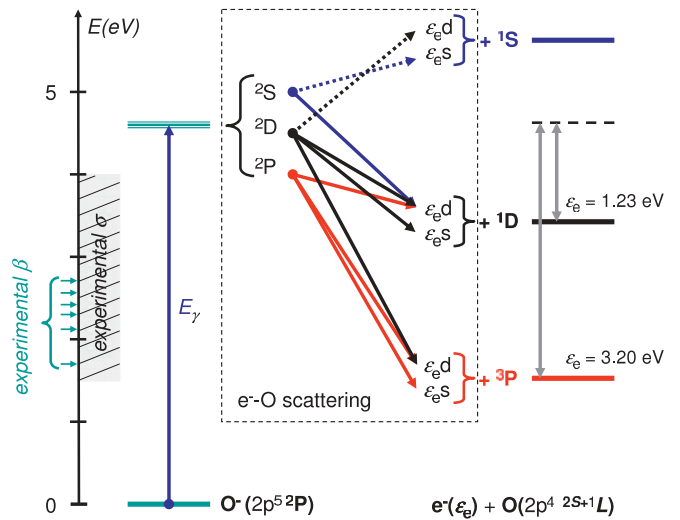 E(eV)
5
0
experimental β
experimental σ
E_γ
²S
²D
²P
ε_e d
ε_e s
+ ¹S
ε_e d
ε_e s
+ ¹D
ε_e d
ε_e s
+ ³P
ε_e = 1.23 eV
ε_e = 3.20 eV
e⁻-O scattering
O⁻(2p⁵ ²P)
e⁻(ε_e) + O(2p⁴ ²ˢ⁺¹L)